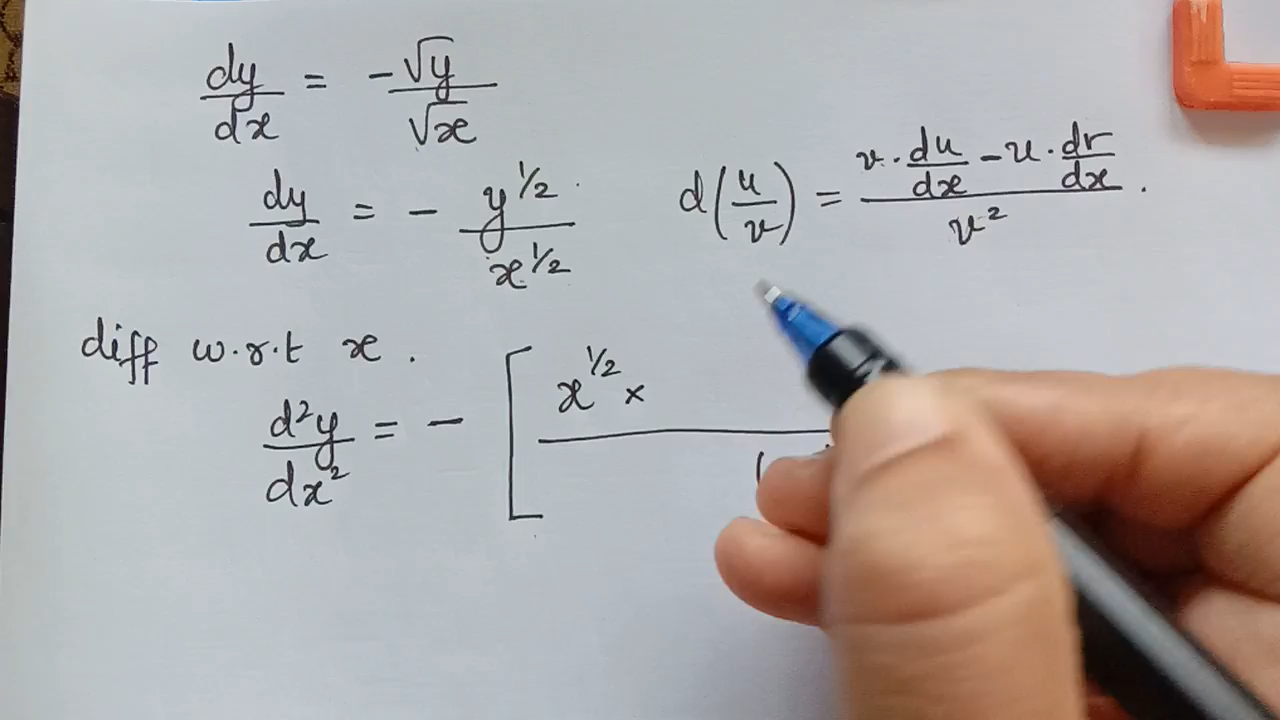 dy/dx = -√y/√x
dy/dx = - y^1/2 / x^1/2
d(u/v) = v·du/dx - u·dv/dx / v² .
diff w.r.t x .
d²y/dx² = - [ x^1/2 ×